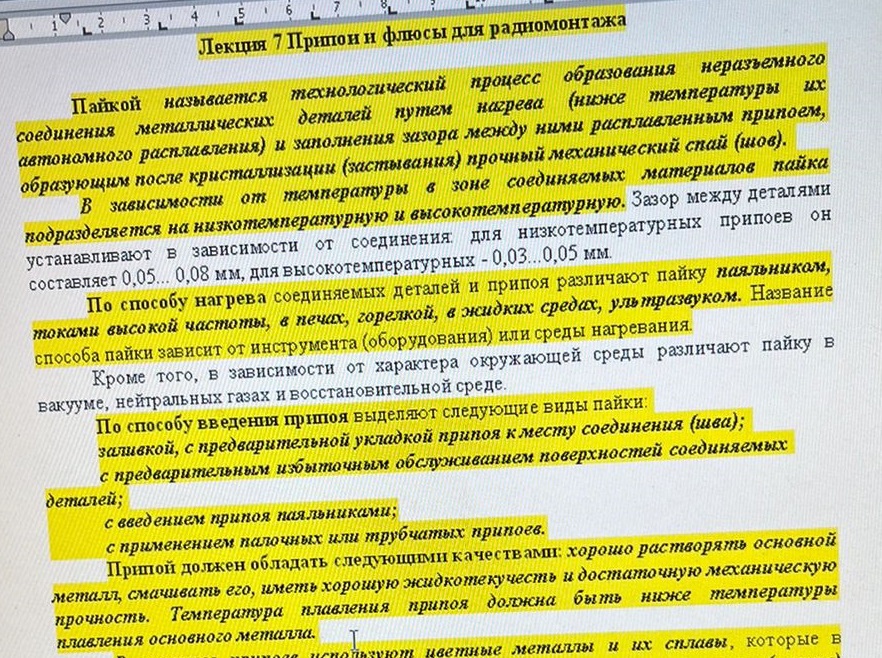 1 2 3 4 5 6 7 8 9
Лекция 7 Припои и флюсы для радиомонтажа
Пайкой называется технологический процесс образования неразъемного
соединения металлических деталей путем нагрева (ниже температуры их
автономного расплавления) и заполнения зазора между ними расплавленным припоем,
образующим после кристаллизации (застывания) прочный механический спай (шов).
В зависимости от температуры в зоне соединяемых материалов пайка
подразделяется на низкотемпературную и высокотемпературную. Зазор между деталями
устанавливают в зависимости от соединения: для низкотемпературных припоев он
составляет 0,05... 0,08 мм, для высокотемпературных - 0,03...0,05 мм.
По способу нагрева соединяемых деталей и припоя различают пайку паяльником,
токами высокой частоты, в печах, горелкой, в жидких средах, ультразвуком. Название
способа пайки зависит от инструмента (оборудования) или среды нагревания.
Кроме того, в зависимости от характера окружающей среды различают пайку в
вакууме, нейтральных газах и восстановительной среде.
По способу введения припоя выделяют следующие виды пайки:
заливкой, с предварительной укладкой припоя к месту соединения (шва);
с предварительным избыточным обслуживанием поверхностей соединяемых
деталей;
с введением припоя паяльниками;
с применением палочных или трубчатых припоев.
Припой должен обладать следующими качествами: хорошо растворять основной
металл, смачивать его, иметь хорошую жидкотекучесть и достаточную механическую
прочность. Температура плавления припоя должна быть ниже температуры
плавления основного металла.
используют цветные металлы и их сплавы, которые в